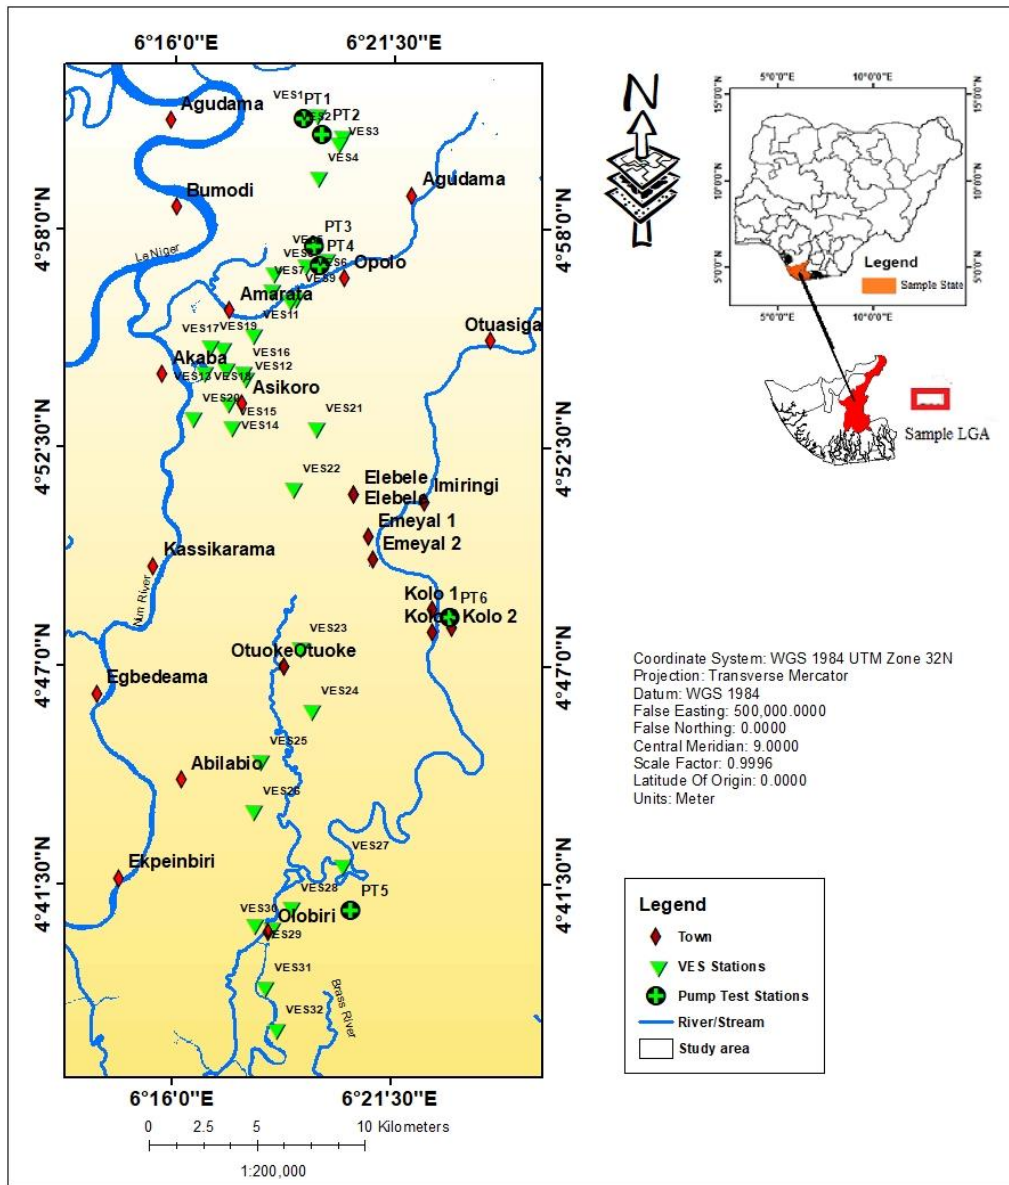 6°16'0"E
6°21'30"E
VES1
PT1
VES2
PT2
VES3
VES4
Agudama
Bumodi
Agudama
4°58'0"N
4°58'0"N
Le Niger
PT3
PT4
VES6
Opolo
VES7
VES9
Amarata
VES11
Otuasiga
VES17
VES19
VES16
Akaba
VES13
VES18
VES12
Asikoro
VES20
VES15
VES14
VES21
4°52'30"N
4°52'30"N
VES22
Elebele
Elebele
Imiringi
Emeyal 1
Emeyal 2
Kassikarama
Nun River
Kolo 1
PT6
Kolo 2
VES23
Otuoke
Otuoke
4°47'0"N
4°47'0"N
Egbedeama
VES24
VES25
Abilabio
VES26
VES27
Ekpeinbiri
4°41'30"N
4°41'30"N
VES28
PT5
VES30
Olobiri
VES29
VES31
VES32
Brass River
6°16'0"E
6°21'30"E
0 2.5 5 10 Kilometers
1:200,000
N
5°0'0"E
10°0'0"E
15°0'0"N
15°0'0"N
10°0'0"N
10°0'0"N
5°0'0"N
5°0'0"N
Legend
Sample State
5°0'0"E
10°0'0"E
Sample LGA
Coordinate System: WGS 1984 UTM Zone 32N
Projection: Transverse Mercator
Datum: WGS 1984
False Easting: 500,000.0000
False Northing: 0.0000
Central Meridian: 9.0000
Scale Factor: 0.9996
Latitude Of Origin: 0.0000
Units: Meter
Legend
Town
VES Stations
Pump Test Stations
River/Stream
Study area